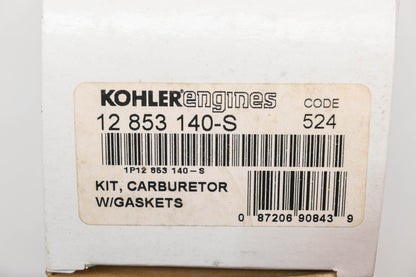 KOHLER engines CODE
12 853 140-S 524
1P12 853 140-S
KIT, CARBURETOR
W/GASKETS
0 87206 90843 9